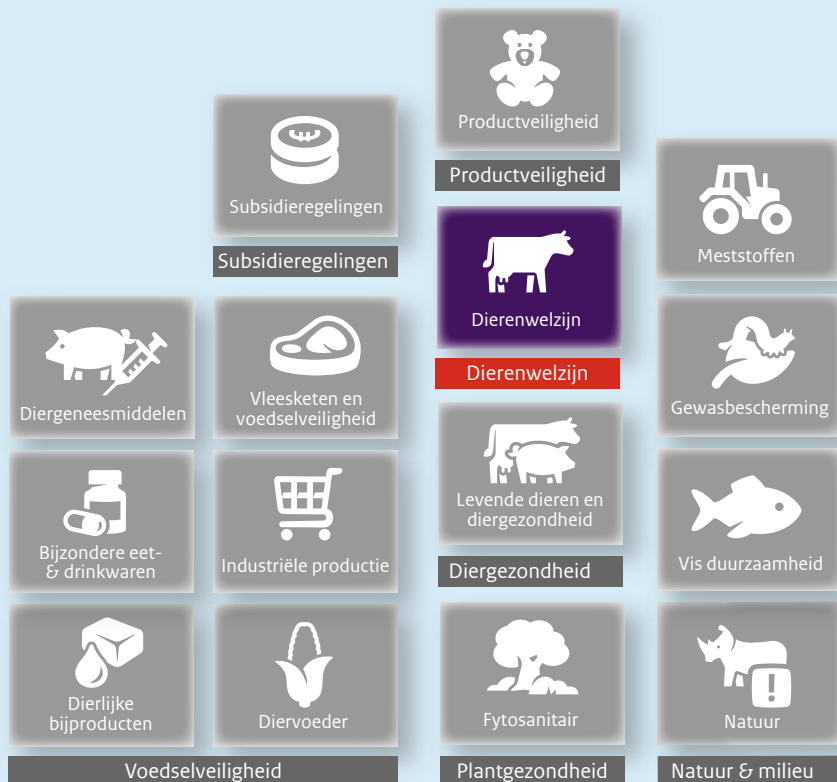 Productveiligheid
Productveiligheid
Subsidieregelingen
Subsidieregelingen
Dierenwelzijn
Dierenwelzijn
Meststoffen
Diergeneesmiddelen
Vleesketen en
voedselveiligheid
Gewasbescherming
Levende dieren en
diergezondheid
Diergezondheid
Bijzondere eet-
& drinkwaren
Industriële productie
Vis duurzaamheid
Dierlijke
bijproducten
Diervoeder
Voedselveiligheid
Fytosanitair
Plantgezondheid
Natuur
Natuur & milieu